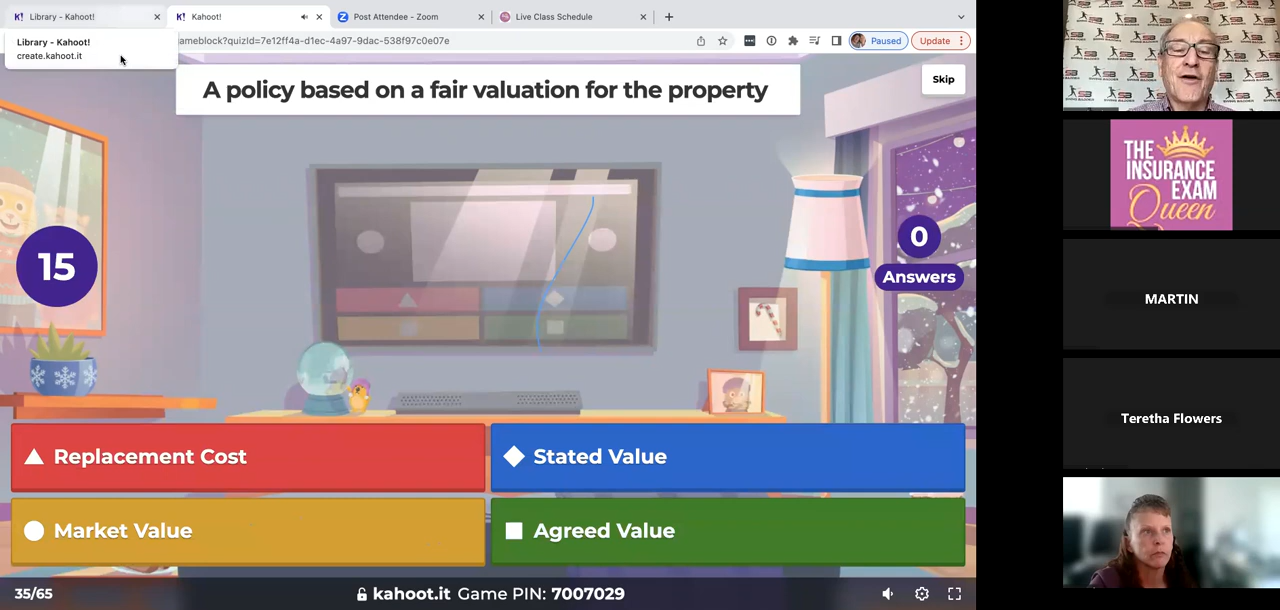 Library - Kahoot!
Kahoot!
Post Attendee - Zoom
Live Class Schedule
Library - Kahoot!
create.kahoot.it
ameblock?quizId=7e12ff4a-d1ec-4a97-9dac-538f97c0e07e
Paused
Update
A policy based on a fair valuation for the property
Skip
15
0
Answers
Replacement Cost
Stated Value
Market Value
Agreed Value
35/65
kahoot.it Game PIN: 7007029
THE
INSURANCE
EXAM
Queen
MARTIN
Teretha Flowers